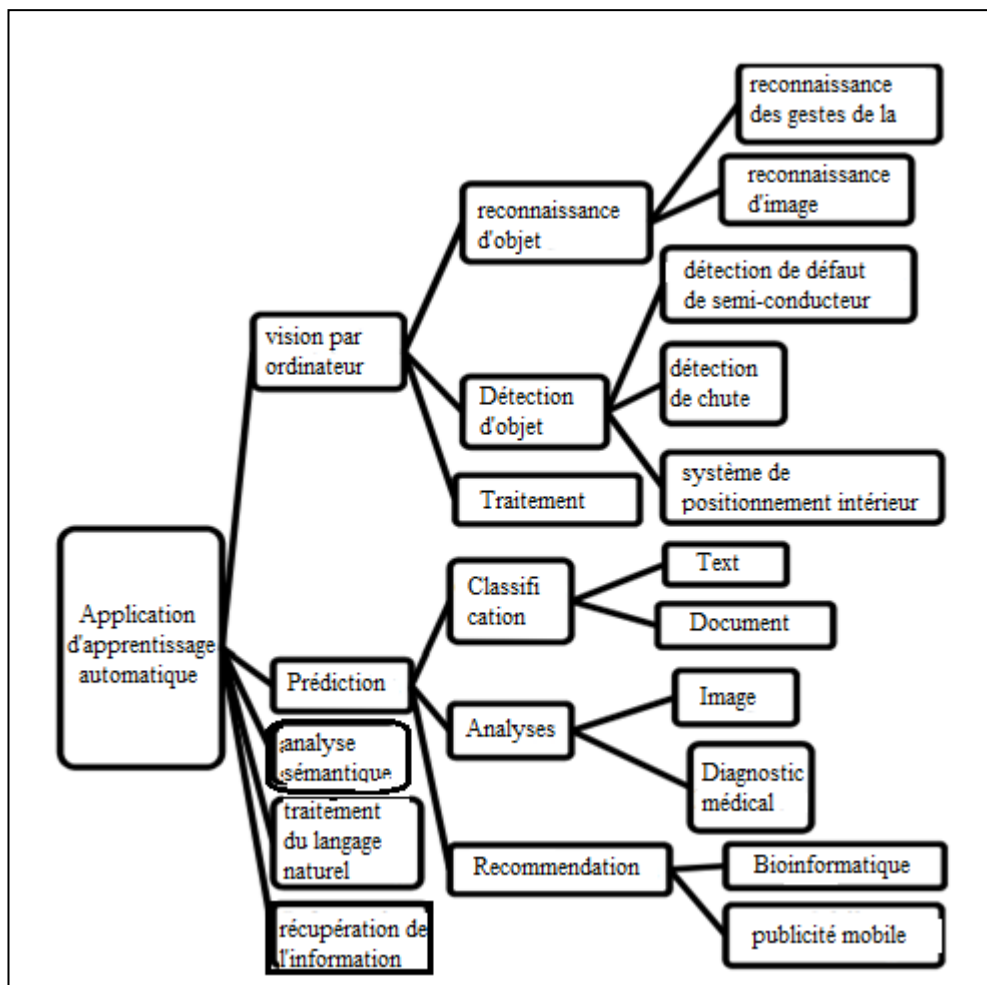 reconnaissance
des gestes de la
reconnaissance
d'image
reconnaissance
d'objet
détection de défaut
de semi-conducteur
vision par
ordinateur
détection
de chute
Détection
d'objet
système de
positionnement intérieur
Traitement
Text
Classifi
cation
Document
Application
d'apprentissage
automatique
Prédiction
Image
Analyses
analyse
sémantique
Diagnostic
médical
traitement
du langage
naturel
Recommendation
Bioinformatique
récupération de
l'information
publicité mobile